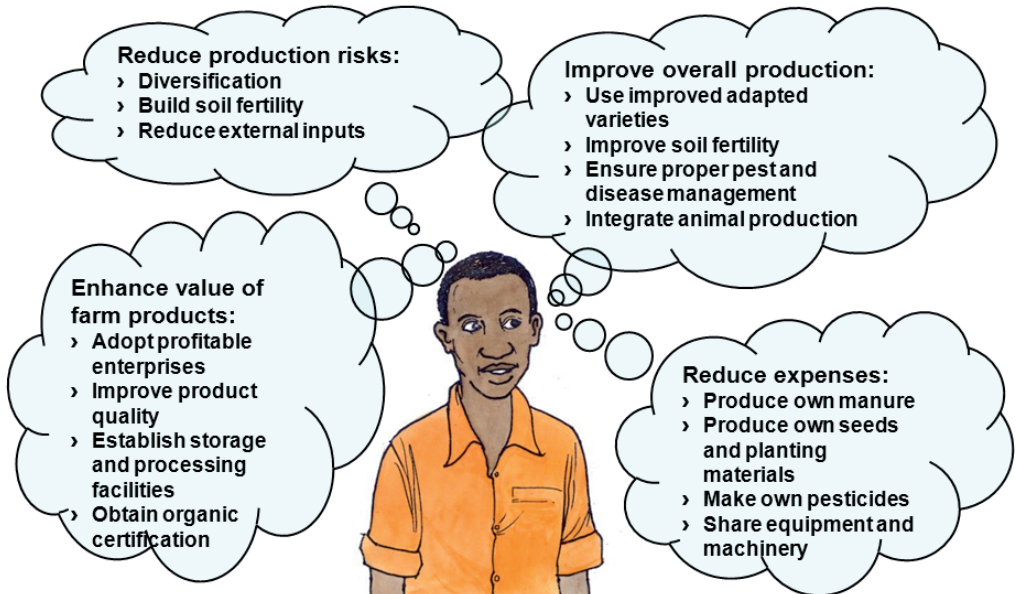 Reduce production risks:
› Diversification
› Build soil fertility
› Reduce external inputs
Improve overall production:
› Use improved adapted
varieties
› Improve soil fertility
› Ensure proper pest and
disease management
› Integrate animal production
Enhance value of
farm products:
› Adopt profitable
enterprises
› Improve product
quality
› Establish storage
and processing
facilities
› Obtain organic
certification
Reduce expenses:
› Produce own manure
› Produce own seeds
and planting
materials
› Make own pesticides
› Share equipment and
machinery